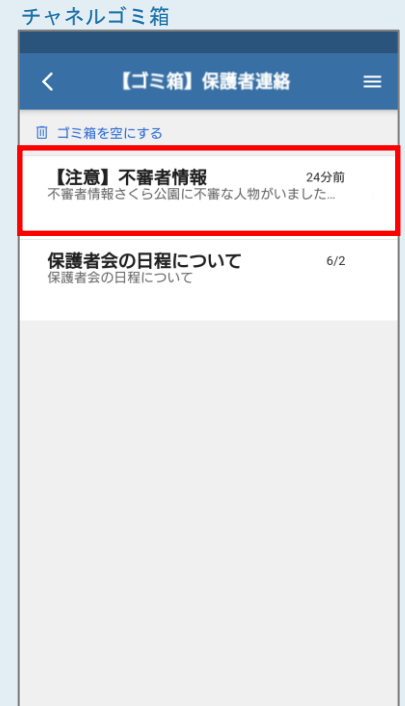 チャネルゴミ箱
【ゴミ箱】保護者連絡
ゴミ箱を空にする
【注意】不審者情報 24分前
不審者情報さくら公園に不審な人物がいました...
保護者会の日程について 6/2
保護者会の日程について